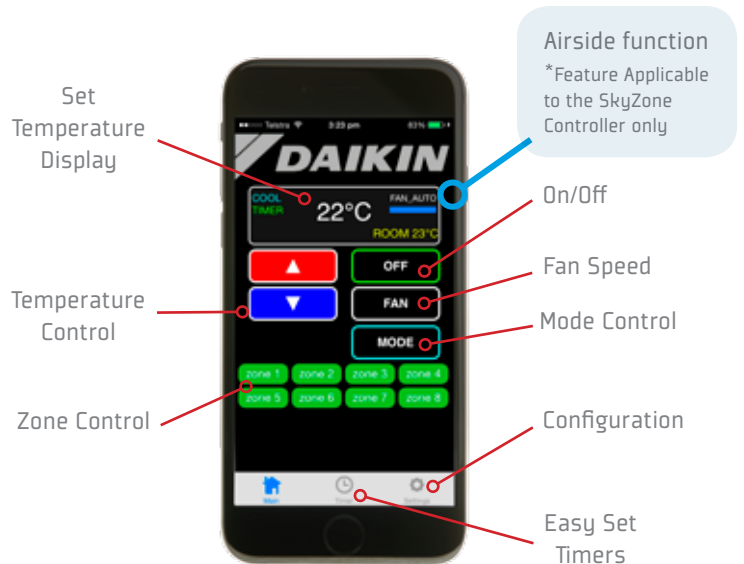 Airside function
*Feature Applicable
to the SkyZone
Controller only
Set
Temperature
Display
Telstra 3:23 pm 83%
DAIKIN
COOL
TIMER
22°C
FAN_AUTO
ROOM 23°C
On/Off
OFF
Fan Speed
FAN
Temperature
Control
Mode Control
MODE
zone 1 zone 2 zone 3 zone 4
zone 5 zone 6 zone 7 zone 8
Zone Control
Configuration
Main Timer Settings
Easy Set
Timers